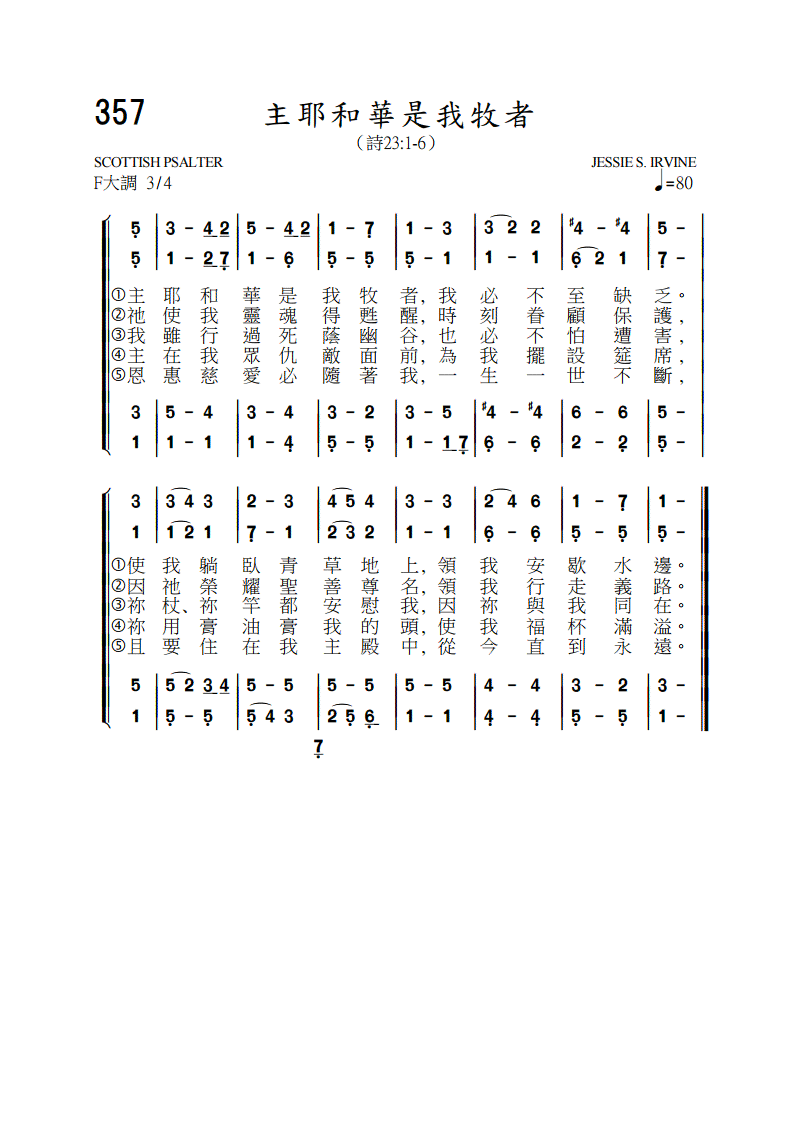 357
主耶和華是我牧者
（詩23:1-6）
SCOTTISH PSALTER JESSIE S. IRVINE
F大調 3/4 ♩=80
5̣ | 3 - 4 2 | 5 - 4 2 | 1 - 7̣ | 1 - 3 | 3 2 2 | ♯4 - ♯4 | 5 - |
5̣ | 1 - 2 7̣ | 1 - 6̣ | 5̣ - 5̣ | 5̣ - 1 | 1 - 1 | 6̣ 2 1 | 7̣ - |
①主耶和華是我牧者,我必不至缺乏。
②祂使我靈魂得甦醒,時刻眷顧保護,
③我雖行過死蔭幽谷,也必不怕遭害,
④主在我眾仇敵面前,為我擺設筵席,
⑤恩惠慈愛必隨著我,一生一世不斷,
3 | 5 - 4 | 3 - 4 | 3 - 2 | 3 - 5 | ♯4 - ♯4 | 6 - 6 | 5 - |
1 | 1 - 1 | 1 - 4̣ | 5̣ - 5̣ | 1 - 1 7̣ | 6̣ - 6̣ | 2 - 2̣ | 5̣ - |
3 | 3 4 3 | 2 - 3 | 4 5 4 | 3 - 3 | 2 4 6 | 1 - 7̣ | 1 - ‖
1 | 1 2 1 | 7̣ - 1 | 2 3 2 | 1 - 1 | 6̣ - 6̣ | 5̣ - 5̣ | 5̣ - ‖
①使我躺臥青草地上,領我安歇水邊。
②因祂榮耀聖善尊名,領我行走義路。
③祢杖、祢竿都安慰我,因祢與我同在。
④祢用膏油膏我的頭,使我福杯滿溢。
⑤且要住在我主殿中,從今直到永遠。
5 | 5 2 3 4 | 5 - 5 | 5 - 5 | 5 - 5 | 4 - 4 | 3 - 2 | 3 - ‖
1 | 5̣ - 5̣ | 5̣ 4 3 | 2 5̣ 6̣ | 1 - 1 | 4̣ - 4̣ | 5̣ - 5̣ | 1 - ‖
7̣